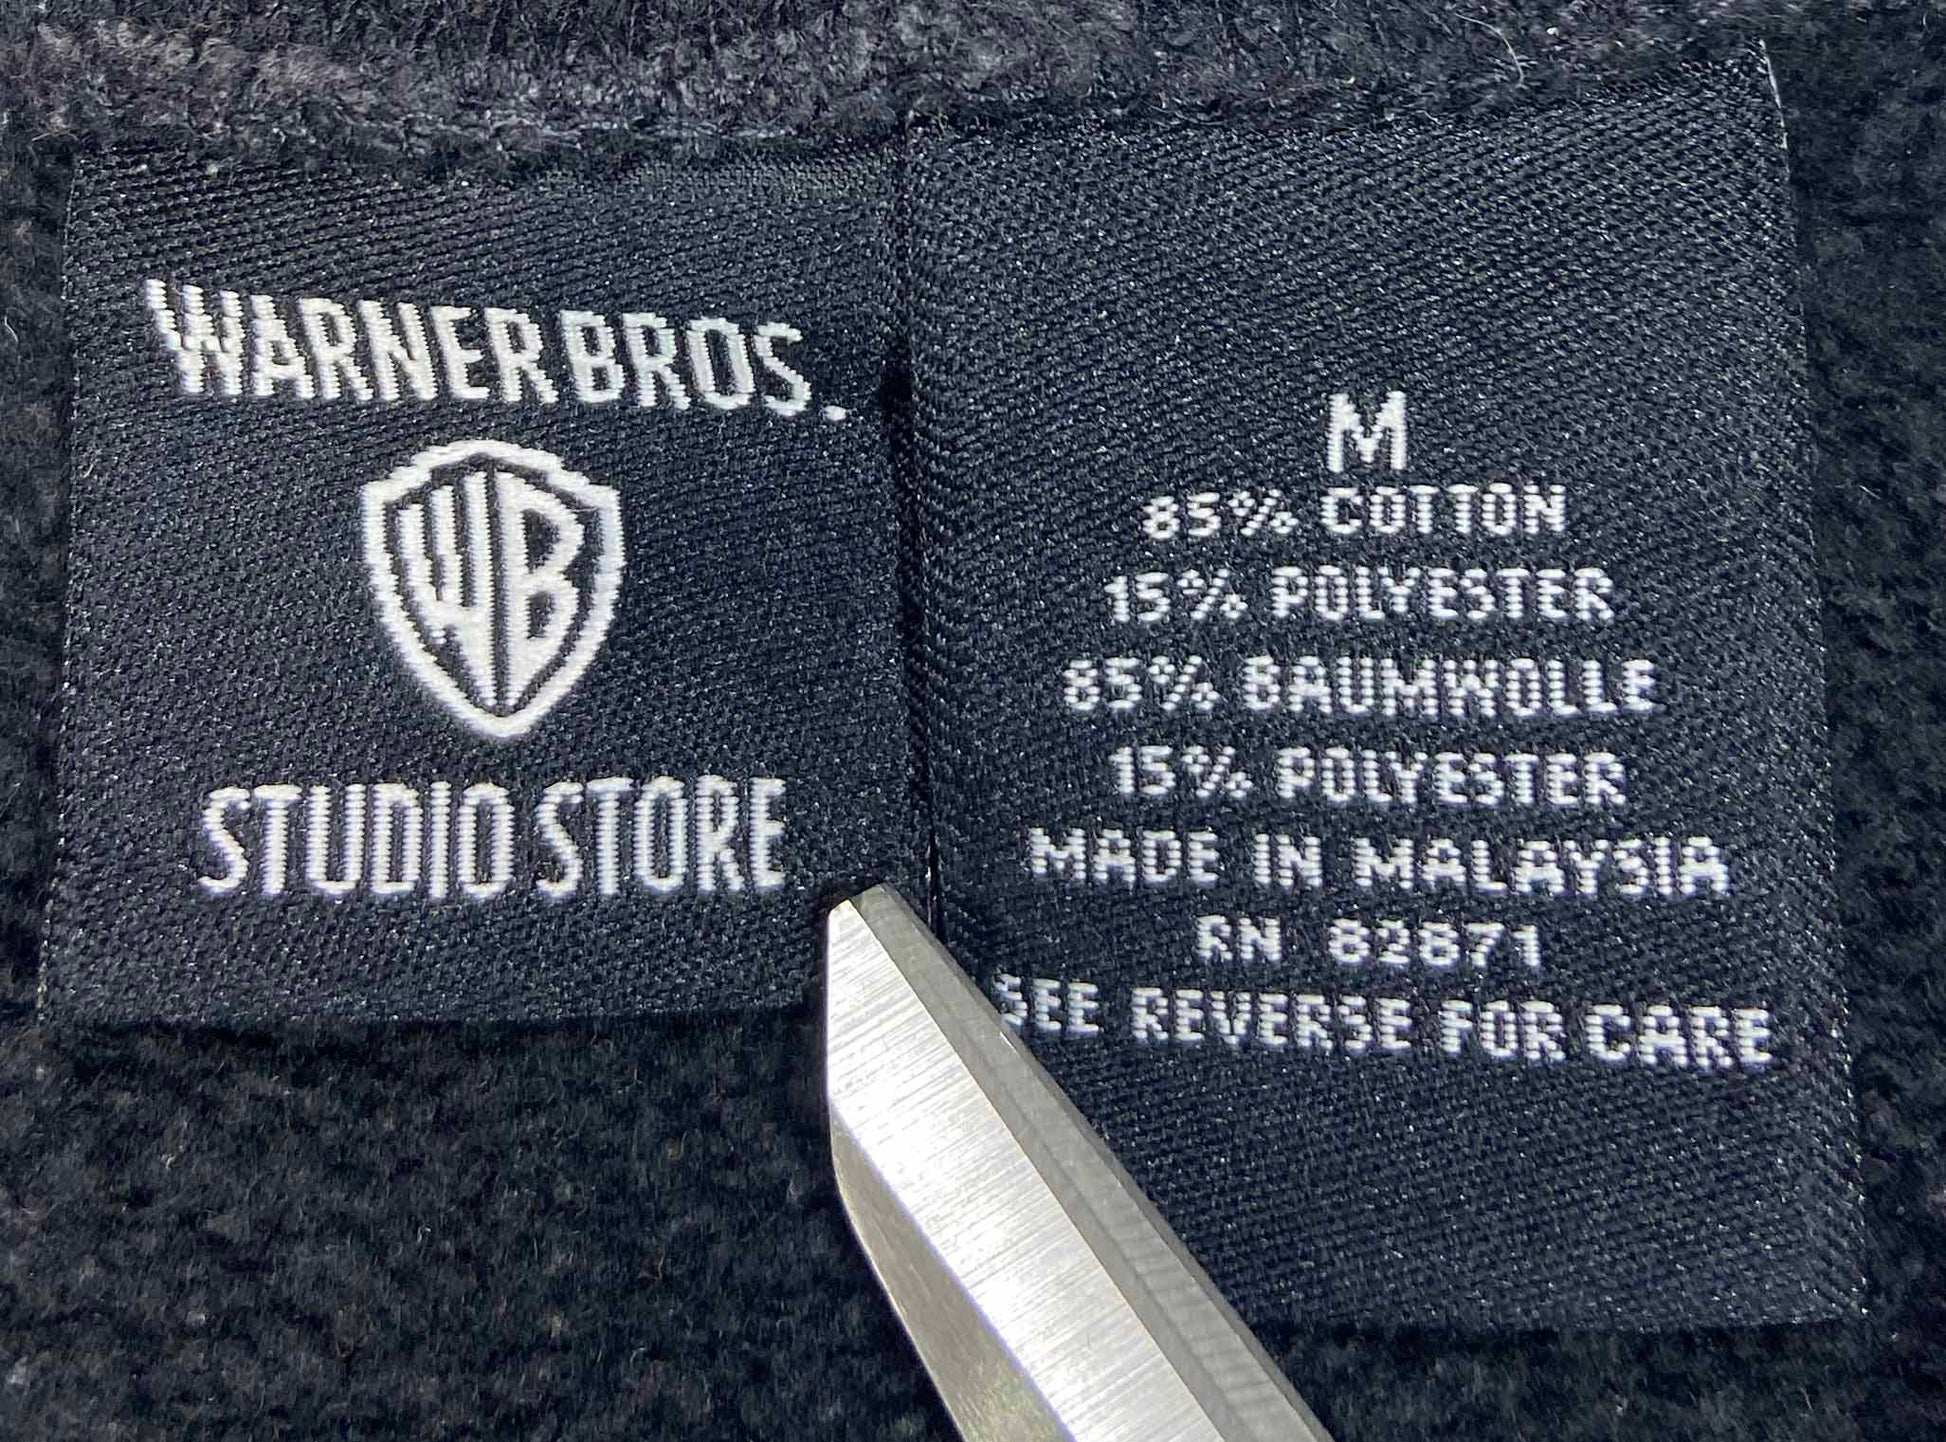 WARNER BROS.
WB
STUDIO STORE
M
85% COTTON
15% POLYESTER
85% BAUMWOLLE
15% POLYESTER
MADE IN MALAYSIA
RN 82871
SEE REVERSE FOR CARE